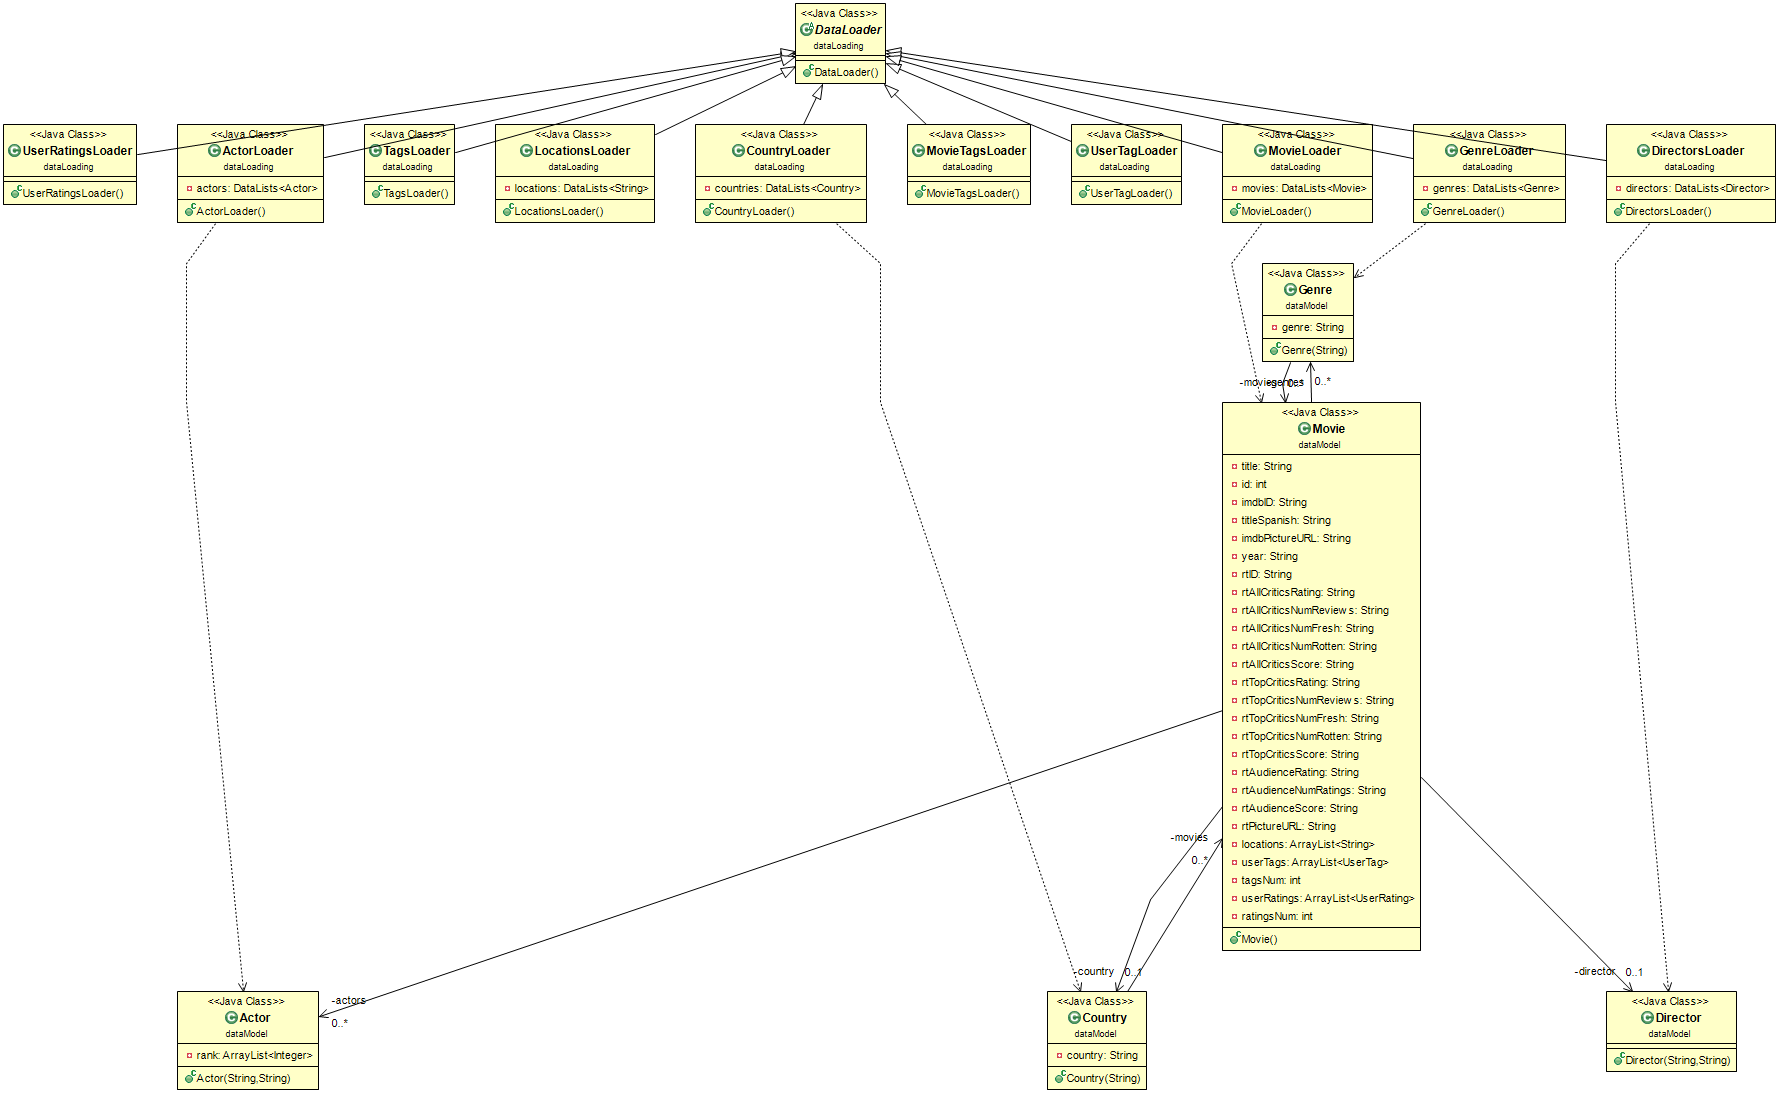 <<Java Class>>
DataLoader
dataLoading
DataLoader()
<<Java Class>>
UserRatingsLoader
dataLoading
UserRatingsLoader()
<<Java Class>>
ActorLoader
dataLoading
actors: DataLists<Actor>
ActorLoader()
<<Java Class>>
TagsLoader
dataLoading
TagsLoader()
<<Java Class>>
LocationsLoader
dataLoading
locations: DataLists<String>
LocationsLoader()
<<Java Class>>
CountryLoader
dataLoading
countries: DataLists<Country>
CountryLoader()
<<Java Class>>
MovieTagsLoader
dataLoading
MovieTagsLoader()
<<Java Class>>
UserTagLoader
dataLoading
UserTagLoader()
<<Java Class>>
MovieLoader
dataLoading
movies: DataLists<Movie>
MovieLoader()
<<Java Class>>
GenreLoader
dataLoading
genres: DataLists<Genre>
GenreLoader()
<<Java Class>>
DirectorsLoader
dataLoading
directors: DataLists<Director>
DirectorsLoader()
<<Java Class>>
Genre
dataModel
genre: String
Genre(String)
0..*
0..*
<<Java Class>>
Movie
dataModel
title: String
id: int
imdbID: String
titleSpanish: String
imdbPictureURL: String
year: String
rtID: String
rtAllCriticsRating: String
rtAllCriticsNumReviews: String
rtAllCriticsNumFresh: String
rtAllCriticsNumRotten: String
rtAllCriticsScore: String
rtTopCriticsRating: String
rtTopCriticsNumReviews: String
rtTopCriticsNumFresh: String
rtTopCriticsNumRotten: String
rtTopCriticsScore: String
rtAudienceRating: String
rtAudienceNumRatings: String
rtAudienceScore: String
rtPictureURL: String
locations: ArrayList<String>
userTags: ArrayList<UserTag>
tagsNum: int
userRatings: ArrayList<UserRating>
ratingsNum: int
Movie()
-movies
0..*
-country
0..1
-director
0..1
-actors
0..*
<<Java Class>>
Actor
dataModel
rank: ArrayList<Integer>
Actor(String,String)
<<Java Class>>
Country
dataModel
country: String
Country(String)
<<Java Class>>
Director
dataModel
Director(String,String)